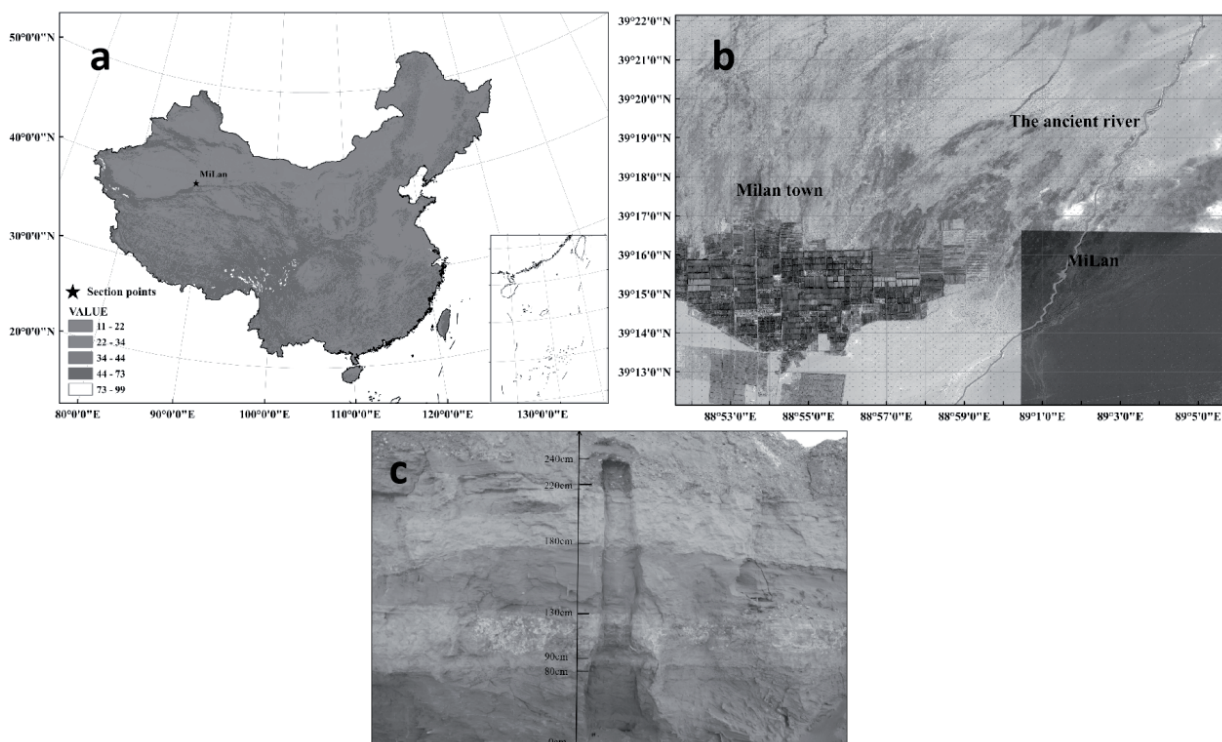 a
50°0'0"N
40°0'0"N
30°0'0"N
20°0'0"N
MiLan
Section points
VALUE
11 - 22
22 - 34
34 - 44
44 - 73
73 - 99
80°0'0"E
90°0'0"E
100°0'0"E
110°0'0"E
120°0'0"E
130°0'0"E
b
39°22'0"N
39°21'0"N
39°20'0"N
39°19'0"N
39°18'0"N
39°17'0"N
39°16'0"N
39°15'0"N
39°14'0"N
39°13'0"N
The ancient river
Milan town
MiLan
88°53'0"E
88°55'0"E
88°57'0"E
88°59'0"E
89°1'0"E
89°3'0"E
89°5'0"E
c
240cm
220cm
180cm
130cm
90cm
80cm
0cm